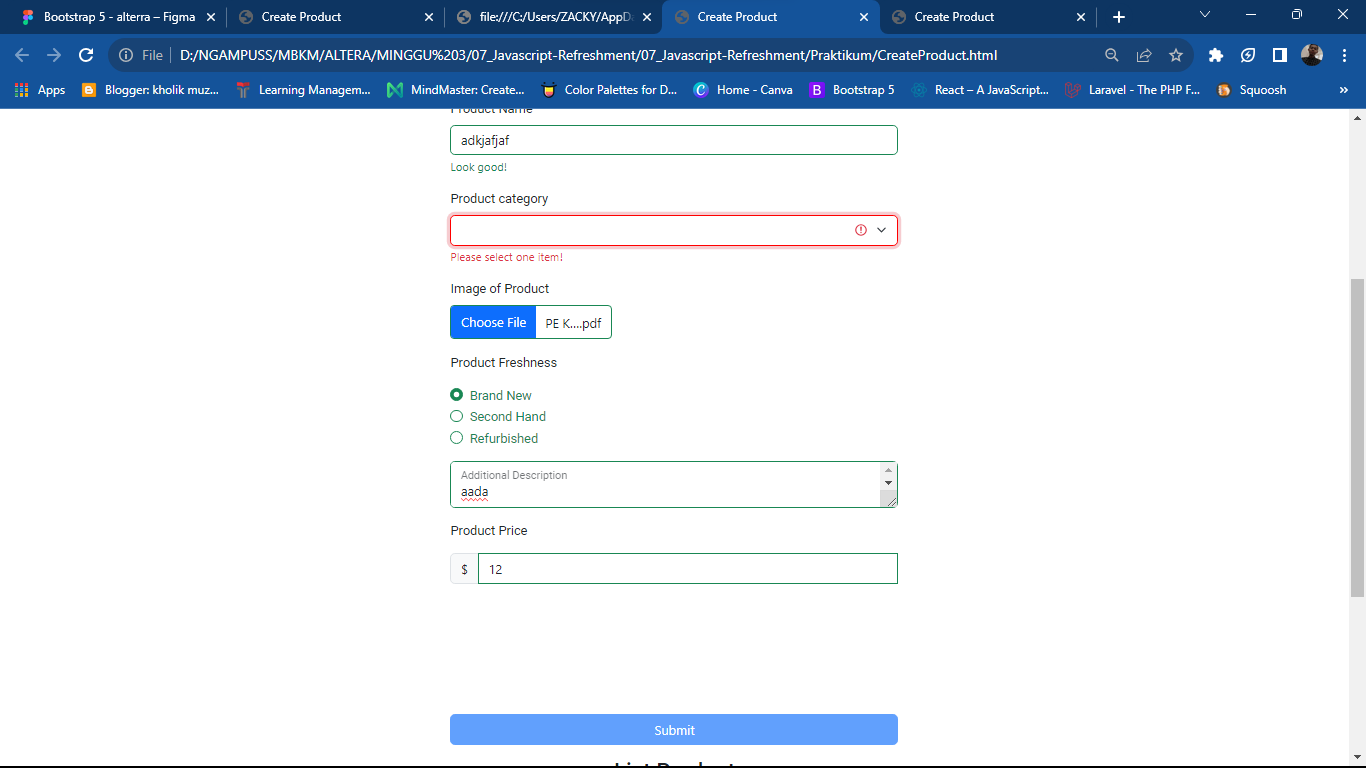 Bootstrap 5 - alterra – Figma
Create Product
file:///C:/Users/ZACKY/AppDa
Create Product
Create Product
File
D:/NGAMPUSS/MBKM/ALTERA/MINGGU%203/07_Javascript-Refreshment/07_Javascript-Refreshment/Praktikum/CreateProduct.html
Apps
Blogger: kholik muz...
Learning Managem...
MindMaster: Create...
Color Palettes for D...
Home - Canva
Bootstrap 5
React – A JavaScript...
Laravel - The PHP F...
Squoosh
»
Product Name
adkjafjaf
Look good!
Product category
Please select one item!
Image of Product
Choose File
PE K....pdf
Product Freshness
Brand New
Second Hand
Refurbished
Additional Description
aada
Product Price
$
12
Submit
List Product